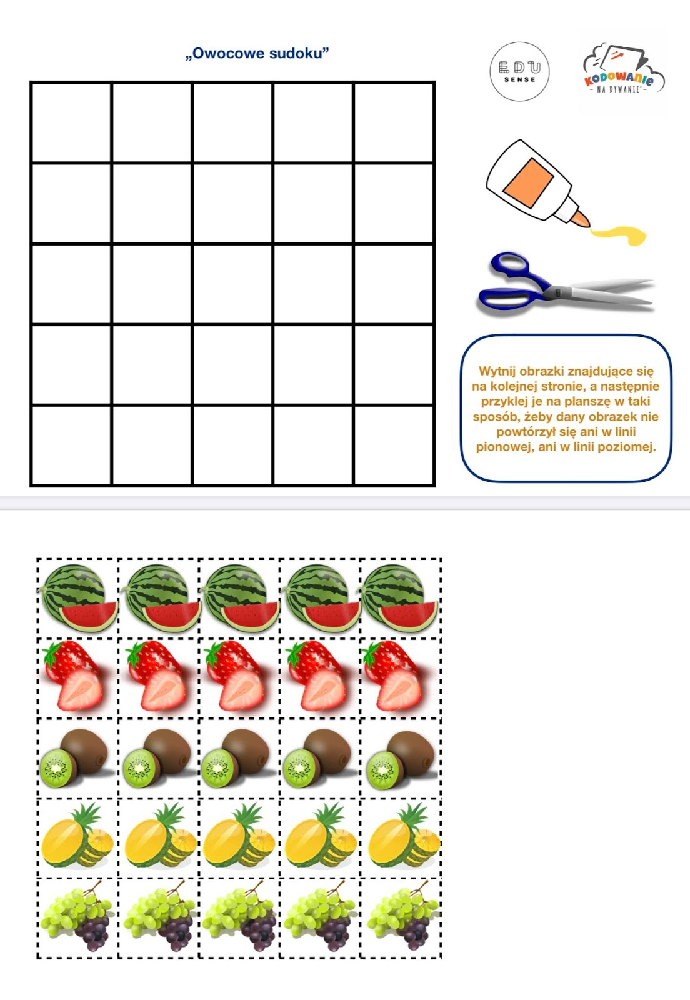 „Owocowe sudoku”
EDU
SENSE
KODOWANIE
- NA DYWANIE® -
Wytnij obrazki znajdujące się
na kolejnej stronie, a następnie
przyklej je na planszę w taki
sposób, żeby dany obrazek nie
powtórzył się ani w linii
pionowej, ani w linii poziomej.